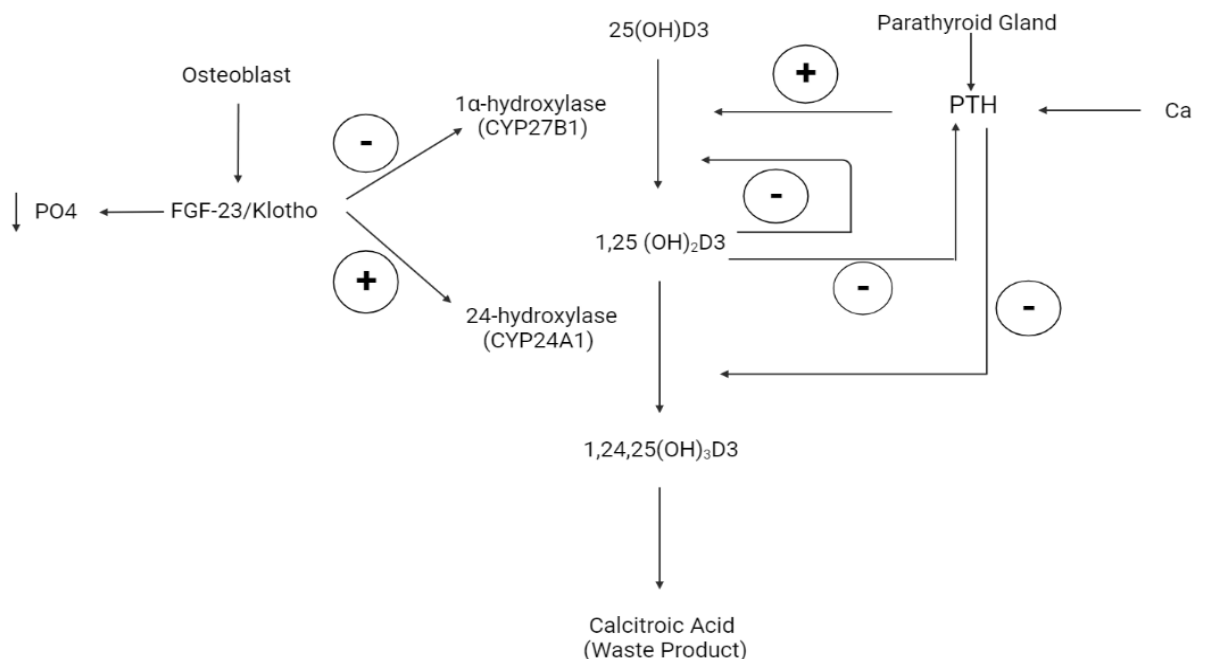 25(OH)D3
Parathyroid Gland
Osteoblast
+
1α-hydroxylase
(CYP27B1)
PTH
Ca
-
-
PO4
FGF-23/Klotho
1,25 (OH)₂D3
+
-
-
24-hydroxylase
(CYP24A1)
1,24,25(OH)₃D3
Calcitroic Acid
(Waste Product)